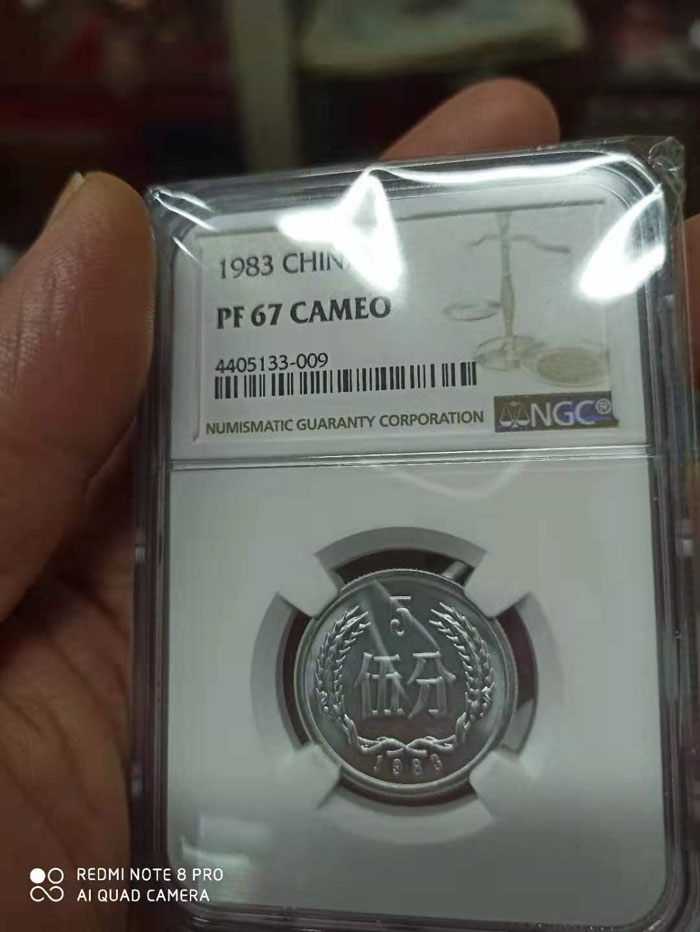 1983 CHIN
PF 67 CAMEO
4405133-009
NUMISMATIC GUARANTY CORPORATION
NGC®
5
伍分
1983
REDMI NOTE 8 PRO
AI QUAD CAMERA